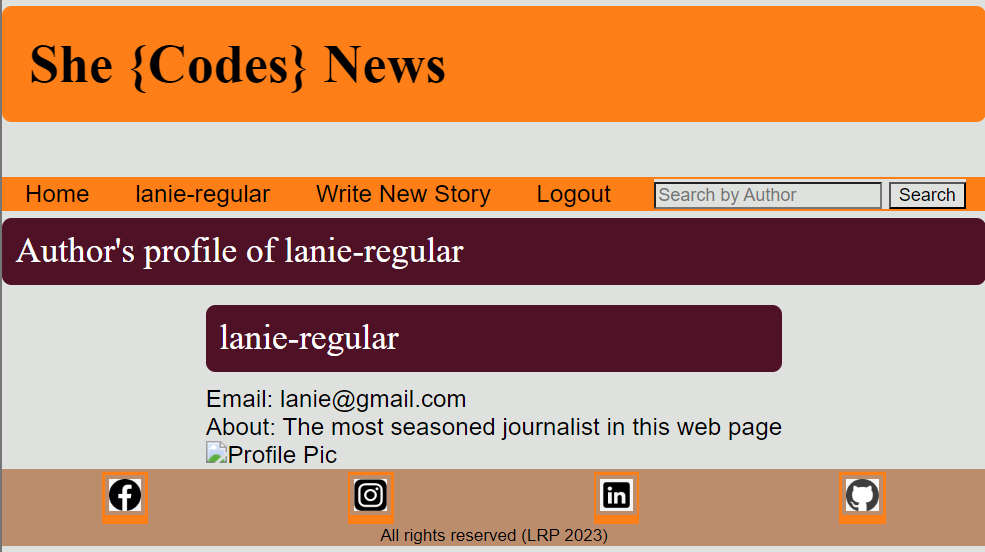 She {Codes} News
Home lanie-regular Write New Story Logout Search by Author Search
Author's profile of lanie-regular
lanie-regular
Email: lanie@gmail.com
About: The most seasoned journalist in this web page
Profile Pic
in
All rights reserved (LRP 2023)